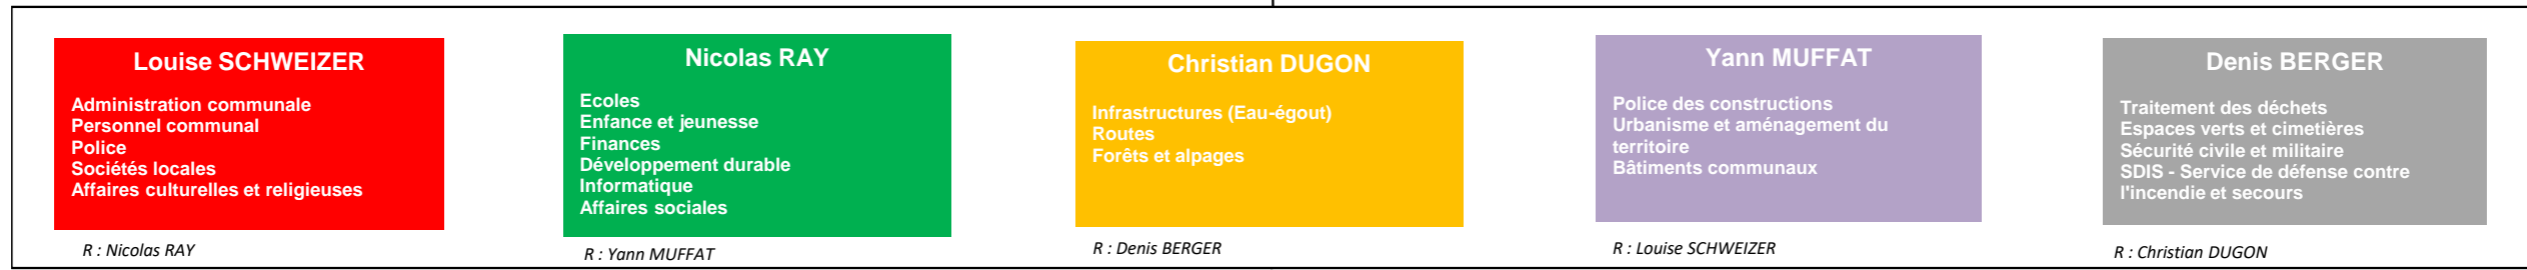 Louise SCHWEIZER
Administration communale
Personnel communal
Police
Sociétés locales
Affaires culturelles et religieuses
R : Nicolas RAY
Nicolas RAY
Ecoles
Enfance et jeunesse
Finances
Développement durable
Informatique
Affaires sociales
R : Yann MUFFAT
Christian DUGON
Infrastructures (Eau-égout)
Routes
Forêts et alpages
R : Denis BERGER
Yann MUFFAT
Police des constructions
Urbanisme et aménagement du
territoire
Bâtiments communaux
R : Louise SCHWEIZER
Denis BERGER
Traitement des déchets
Espaces verts et cimetières
Sécurité civile et militaire
SDIS - Service de défense contre
l'incendie et secours
R : Christian DUGON